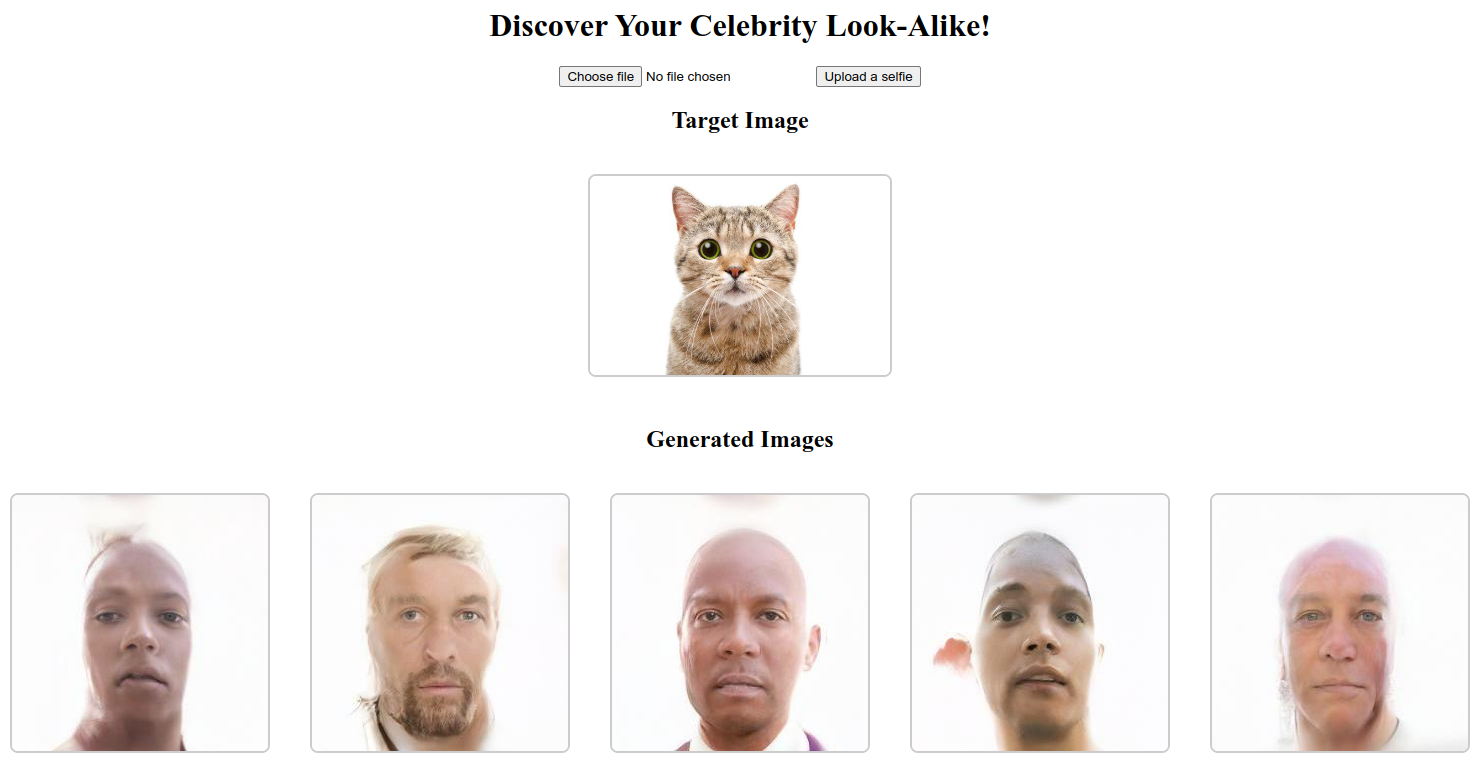 Discover Your Celebrity Look-Alike!
Choose file No file chosen Upload a selfie
Target Image
Generated Images